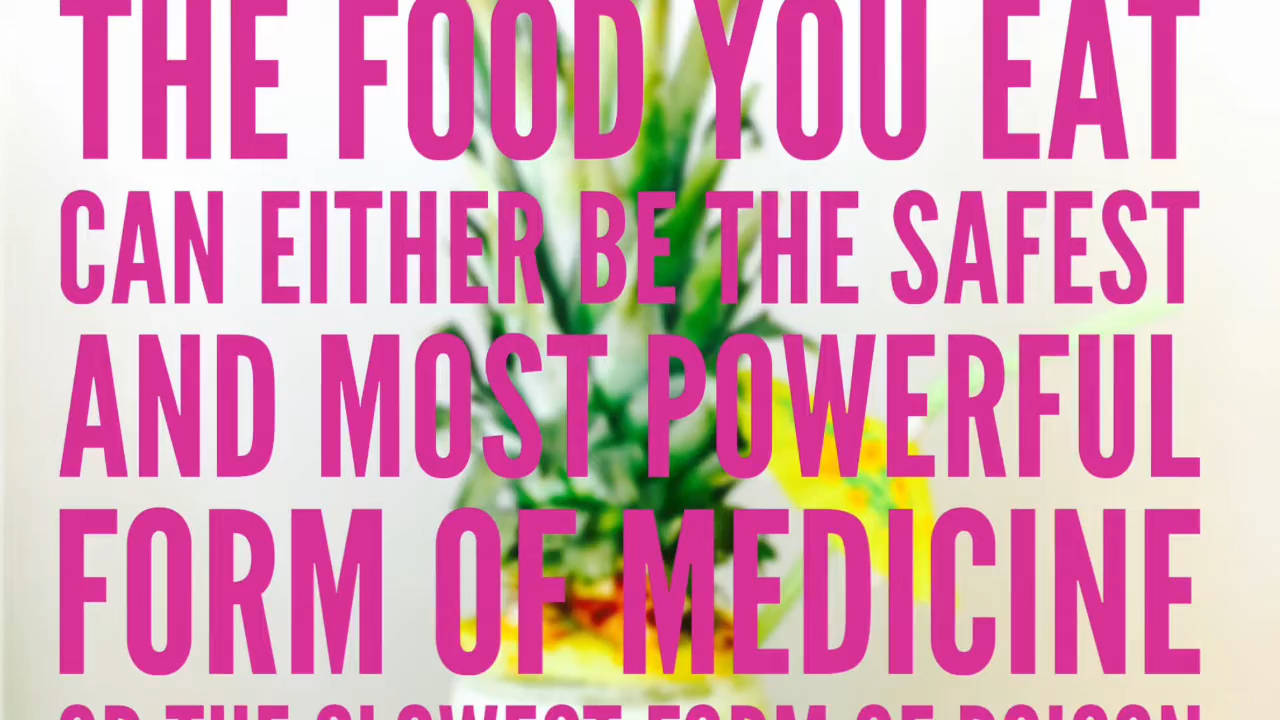 THE FOOD YOU EAT
CAN EITHER BE THE SAFEST
AND MOST POWERFUL
FORM OF MEDICINE
OR THE SLOWEST FORM OF POISON